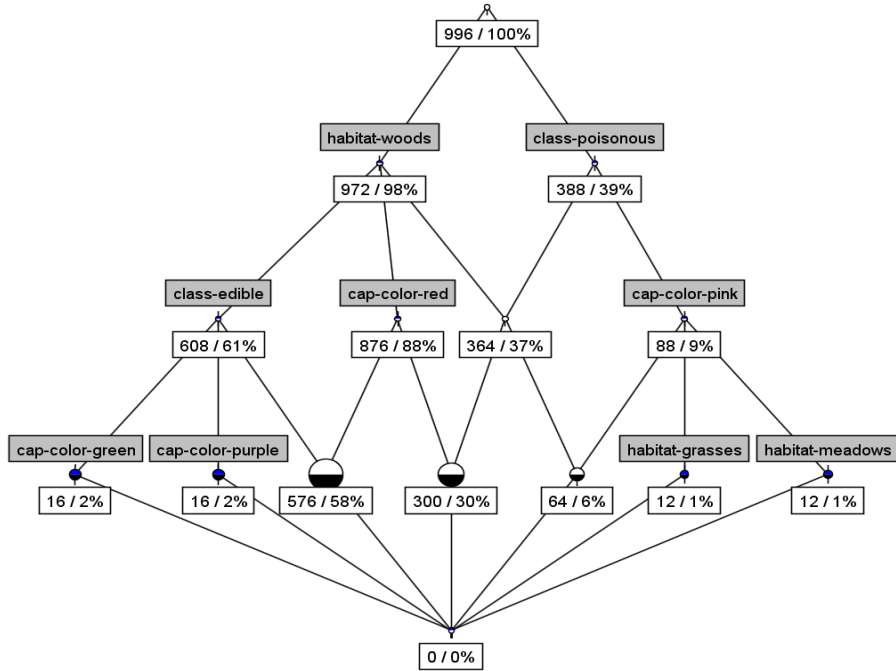 996 / 100%
habitat-woods
class-poisonous
972 / 98%
388 / 39%
class-edible
cap-color-red
cap-color-pink
608 / 61%
876 / 88%
364 / 37%
88 / 9%
cap-color-green
cap-color-purple
habitat-grasses
habitat-meadows
16 / 2%
16 / 2%
576 / 58%
300 / 30%
64 / 6%
12 / 1%
12 / 1%
0 / 0%